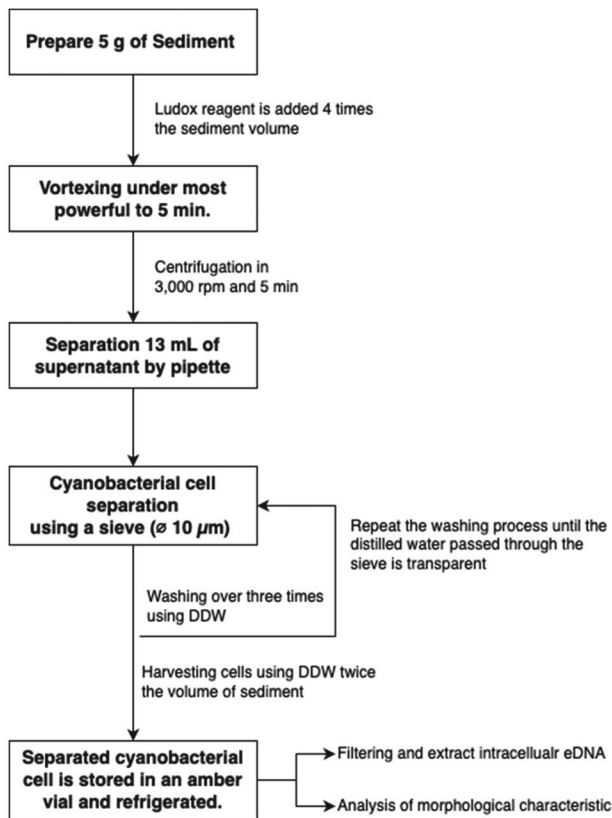 Prepare 5 g of Sediment
Ludox reagent is added 4 times
the sediment volume
Vortexing under most
powerful to 5 min.
Centrifugation in
3,000 rpm and 5 min
Separation 13 mL of
supernatant by pipette
Cyanobacterial cell
separation
using a sieve (ø 10 µm)
Repeat the washing process until the
distilled water passed through the
sieve is transparent
Washing over three times
using DDW
Harvesting cells using DDW twice
the volume of sediment
Separated cyanobacterial
cell is stored in an amber
vial and refrigerated.
Filtering and extract intracellualr eDNA
Analysis of morphological characteristic